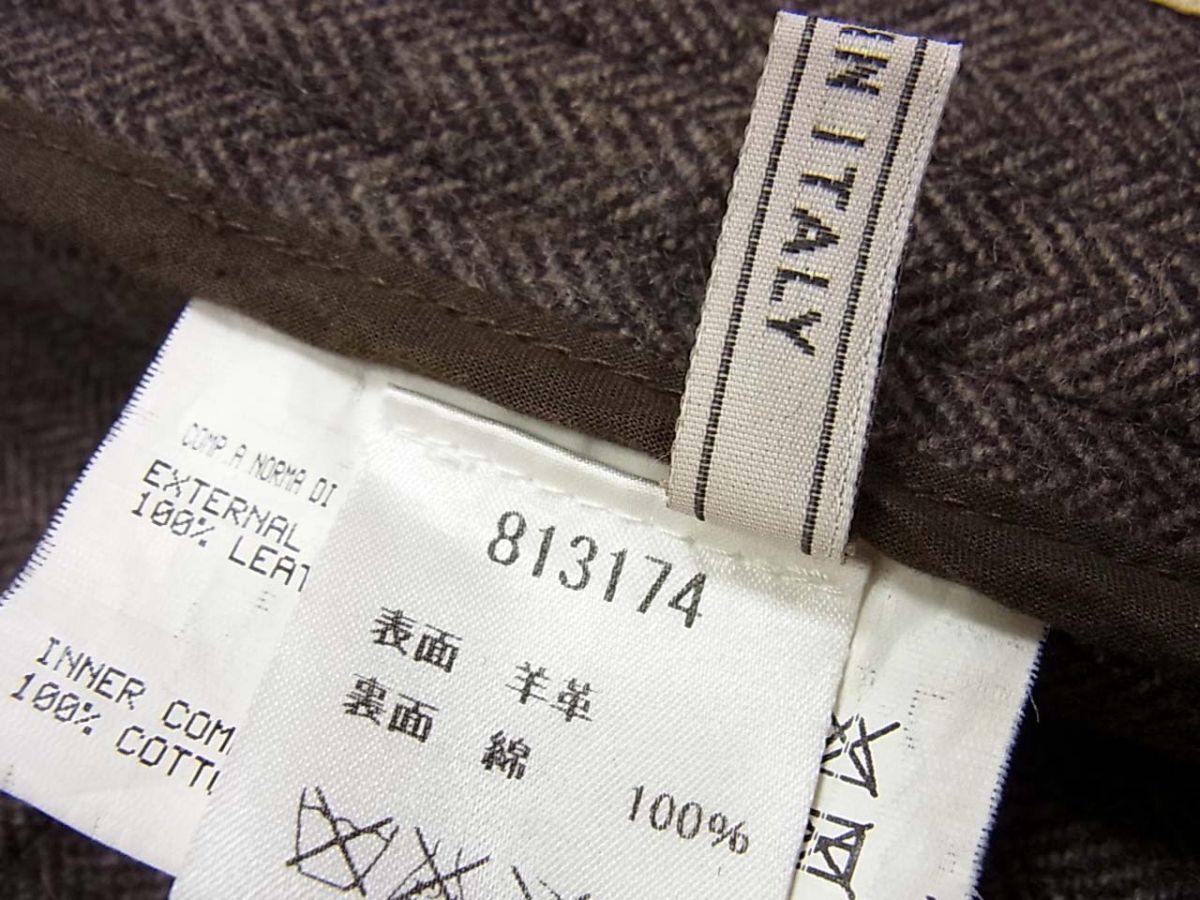 N ITALY
COMP.A NORMA DI
EXTERNAL
100% LEAT
INNER COM
100% COTT
813174
表面 羊革
裏面 綿
100%